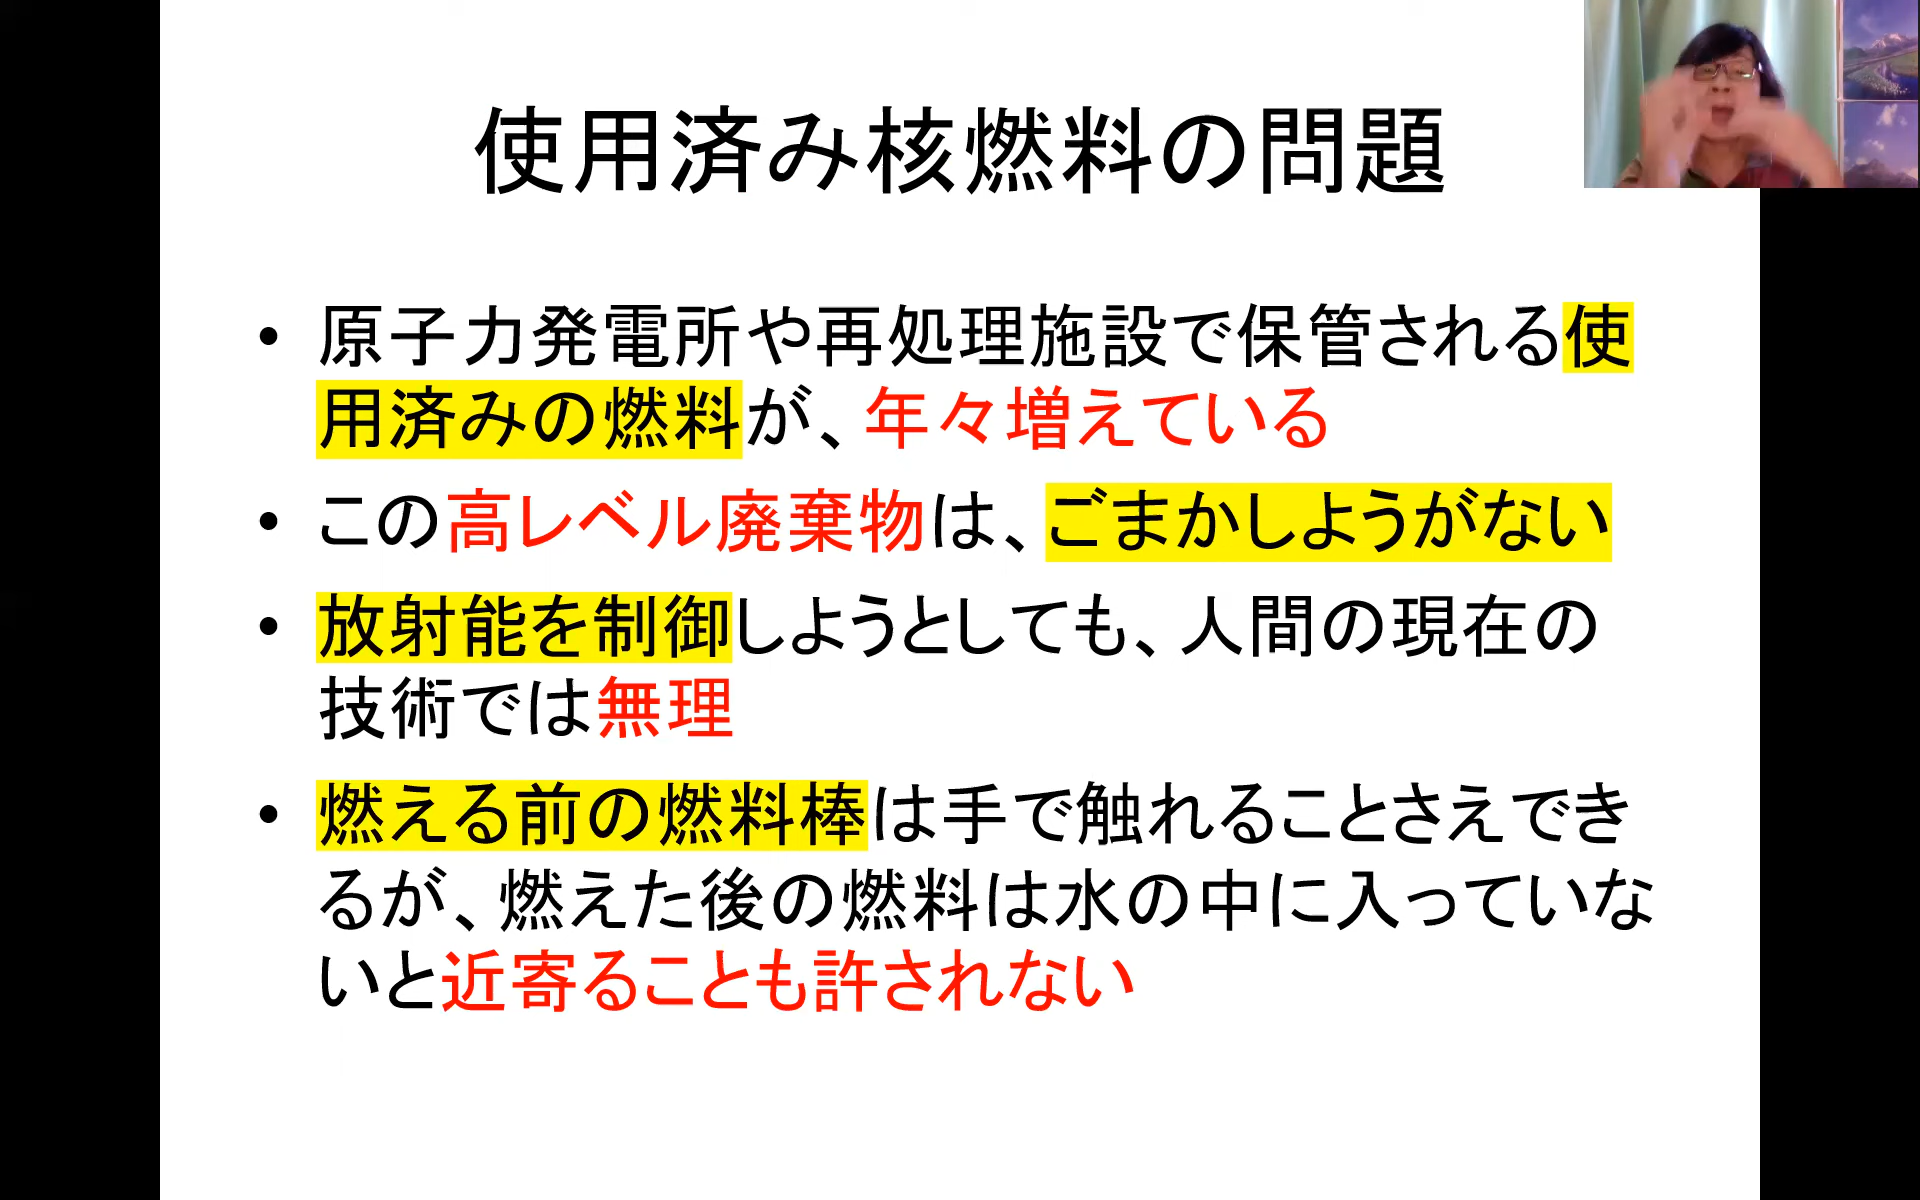 使用済み核燃料の問題
• 原子力発電所や再処理施設で保管される使
用済みの燃料が、年々増えている
• この高レベル廃棄物は、ごまかしようがない
• 放射能を制御しようとしても、人間の現在の
技術では無理
• 燃える前の燃料棒は手で触れることさえでき
るが、燃えた後の燃料は水の中に入っていな
いと近寄ることも許されない